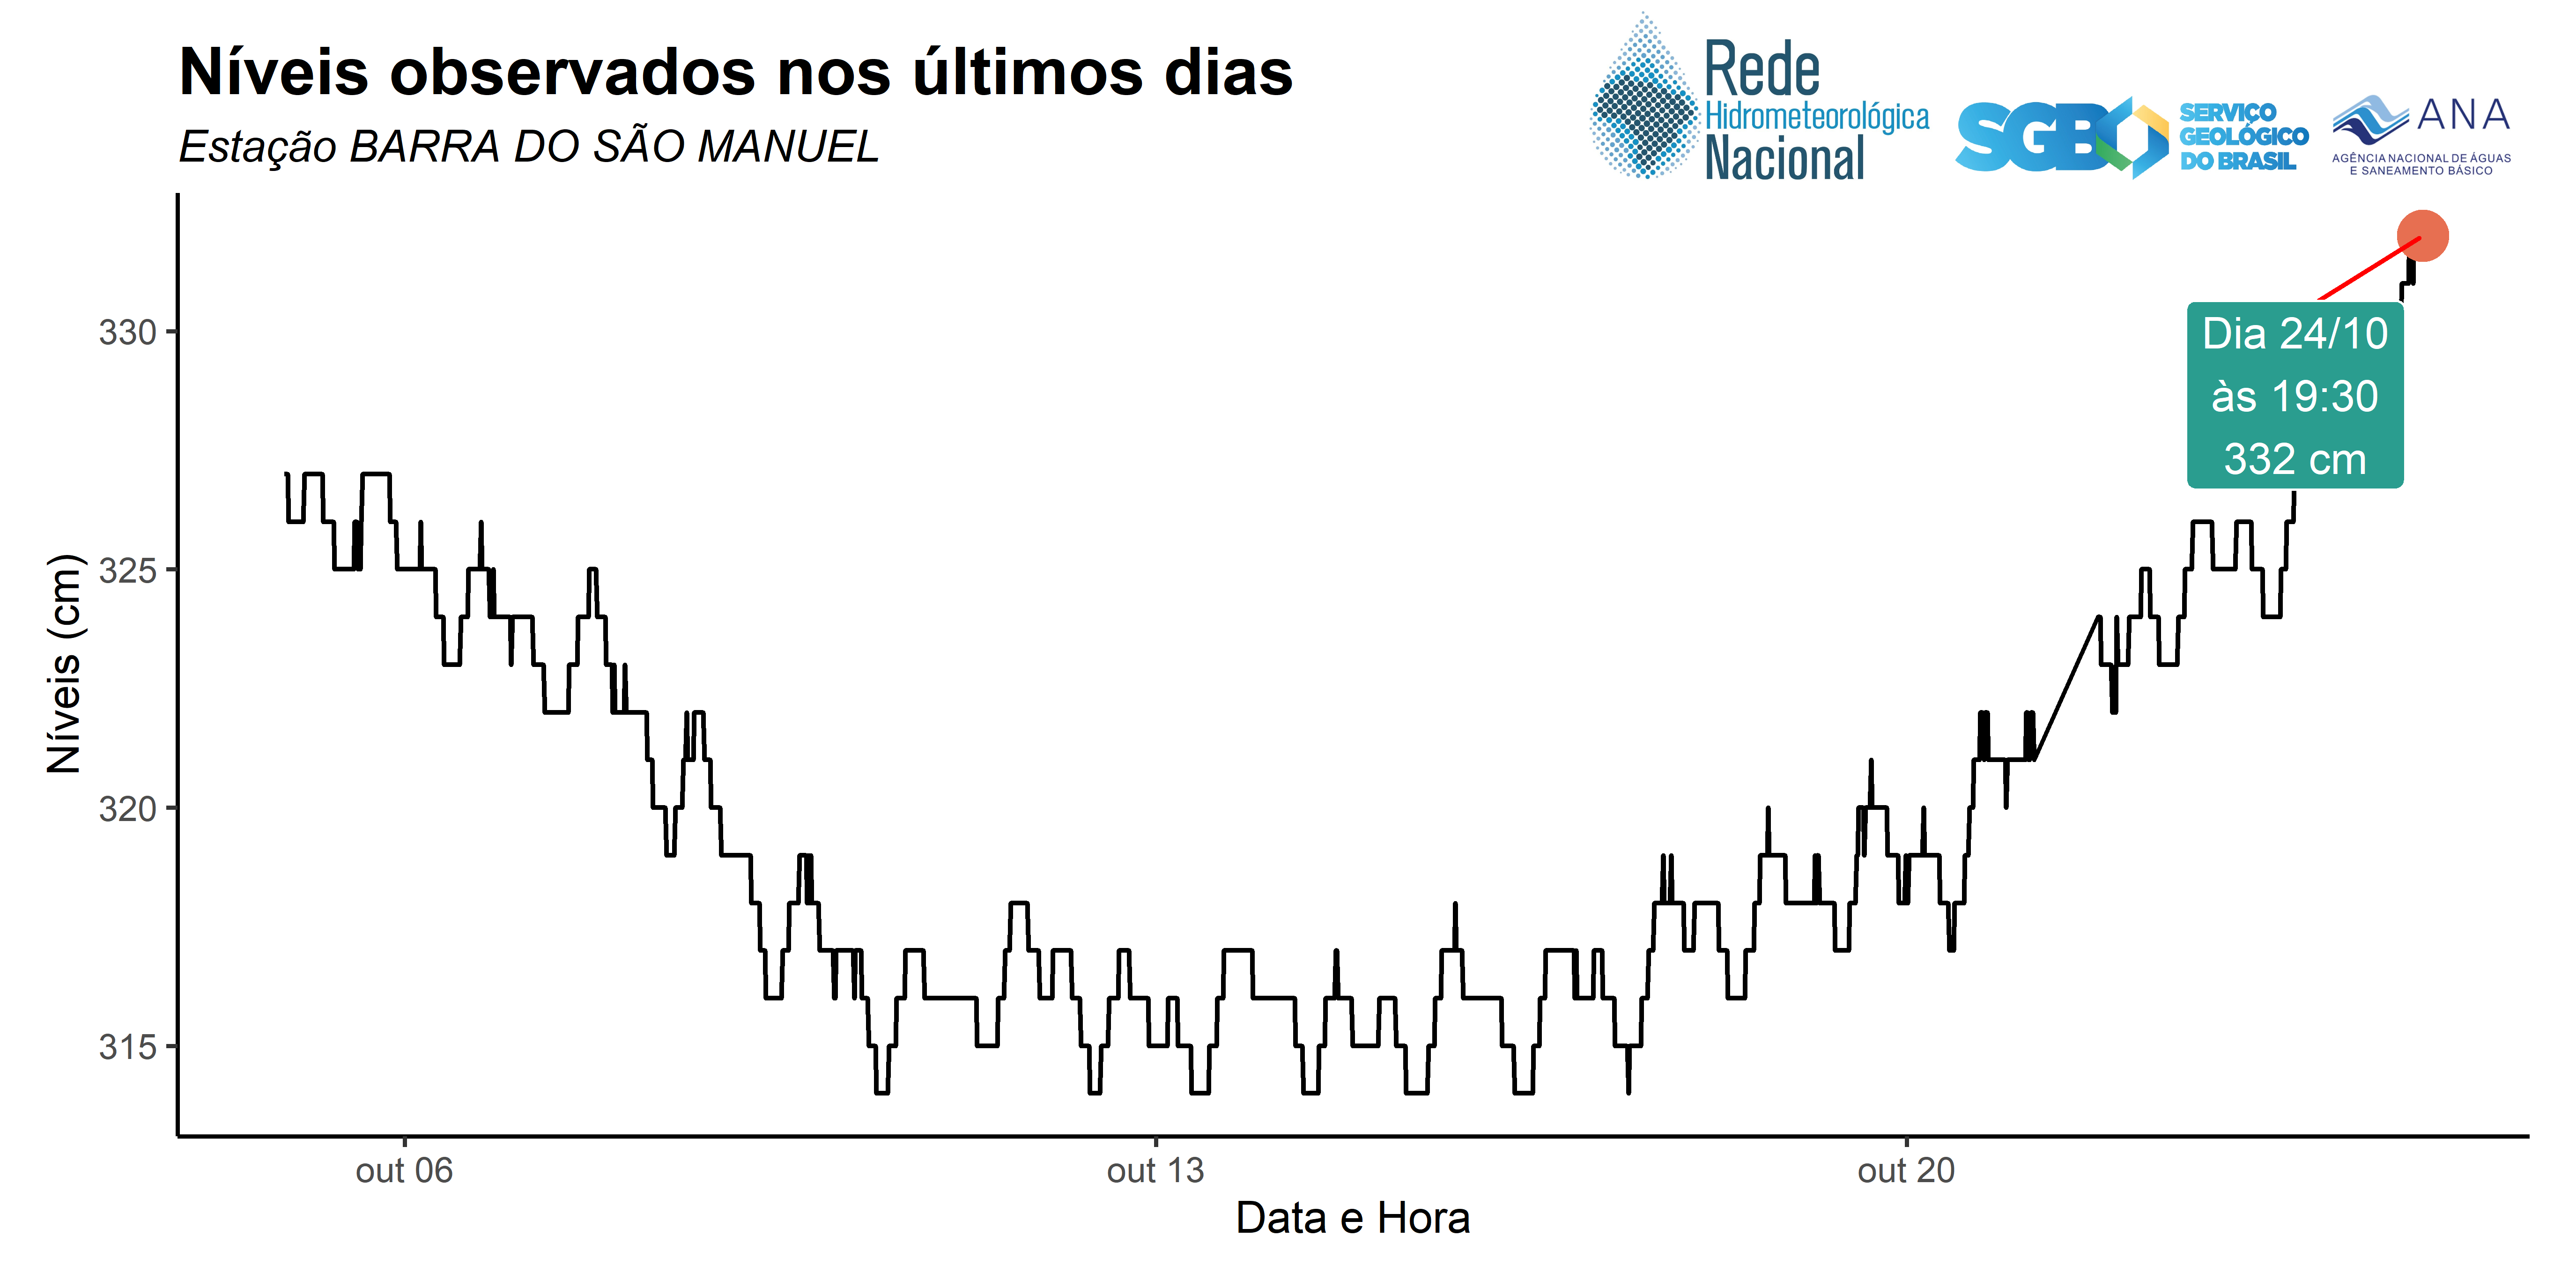 Níveis observados nos últimos dias
Estação BARRA DO SÃO MANUEL
Rede
Hidrometeorológica
Nacional
SGB
SERVIÇO
GEOLÓGICO
DO BRASIL
ANA
AGÊNCIA NACIONAL DE ÁGUAS
E SANEAMENTO BÁSICO
Dia 24/10
às 19:30
332 cm
Níveis (cm)
330
325
320
315
out 06
out 13
out 20
Data e Hora